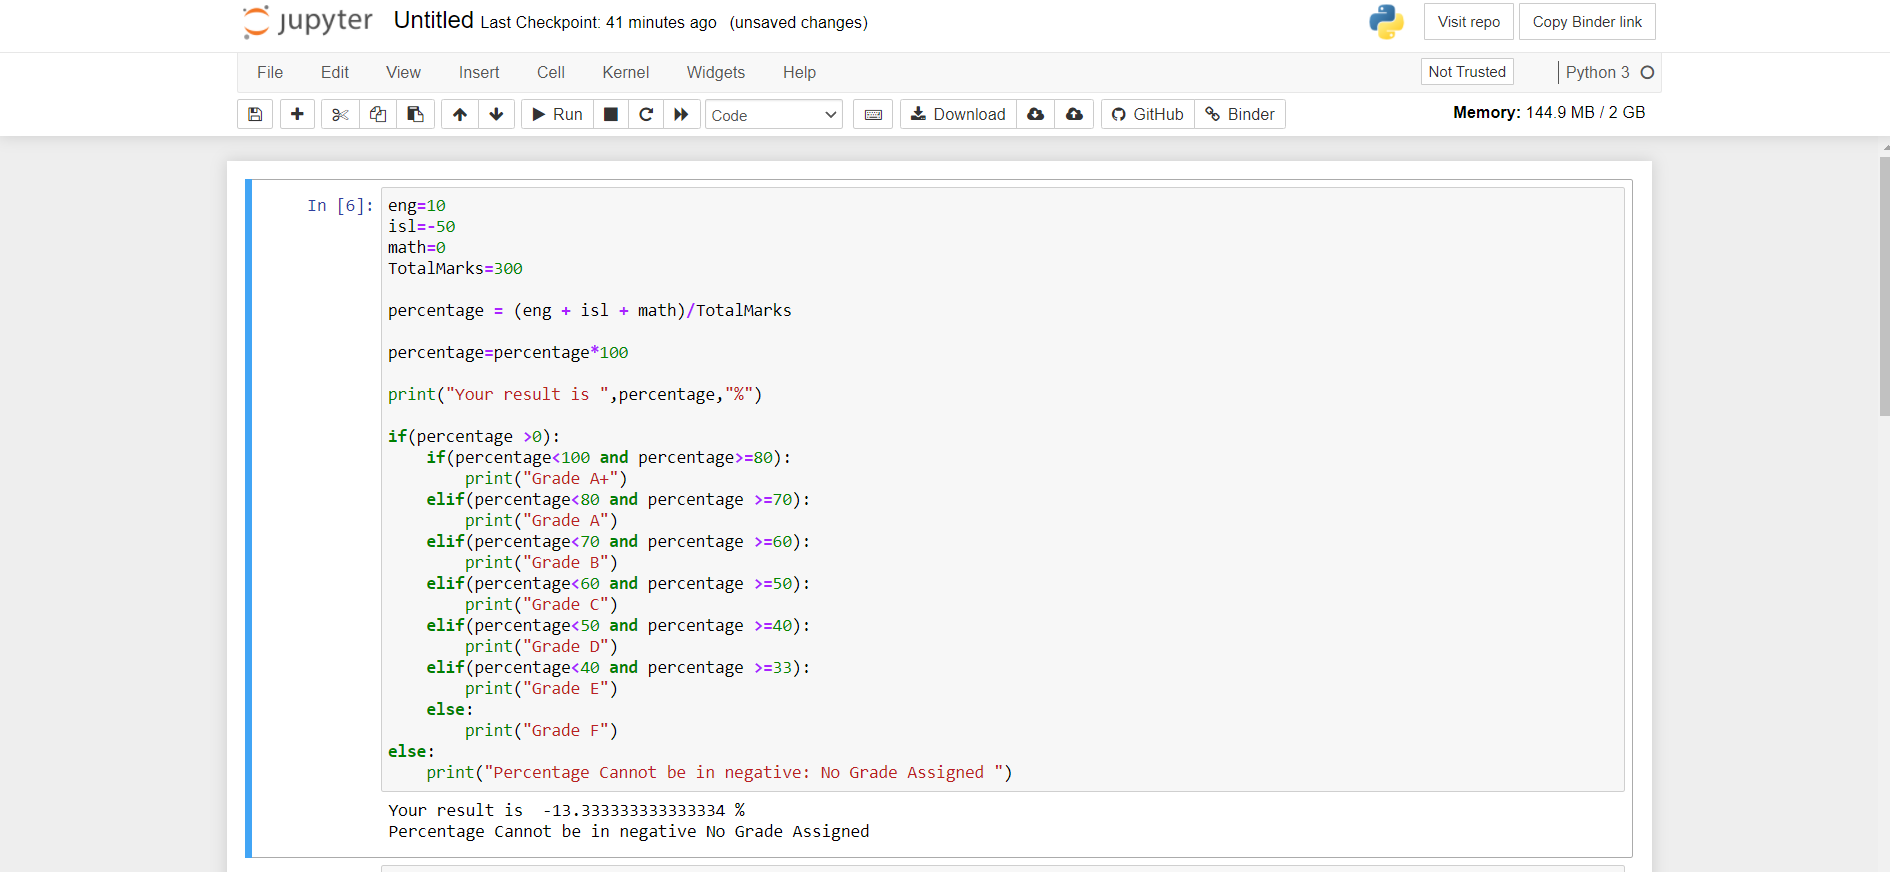 jupyter Untitled Last Checkpoint: 41 minutes ago (unsaved changes) Visit repo Copy Binder link
File Edit View Insert Cell Kernel Widgets Help Not Trusted Python 3
Run Code Download GitHub Binder Memory: 144.9 MB / 2 GB
In [6]: eng=10
isl=-50
math=0
TotalMarks=300
percentage = (eng + isl + math)/TotalMarks
percentage=percentage*100
print("Your result is ",percentage,"%")
if(percentage >0):
    if(percentage<100 and percentage>=80):
        print("Grade A+")
    elif(percentage<80 and percentage >=70):
        print("Grade A")
    elif(percentage<70 and percentage >=60):
        print("Grade B")
    elif(percentage<60 and percentage >=50):
        print("Grade C")
    elif(percentage<50 and percentage >=40):
        print("Grade D")
    elif(percentage<40 and percentage >=33):
        print("Grade E")
    else:
        print("Grade F")
else:
    print("Percentage Cannot be in negative: No Grade Assigned ")
Your result is  -13.333333333333334 %
Percentage Cannot be in negative No Grade Assigned